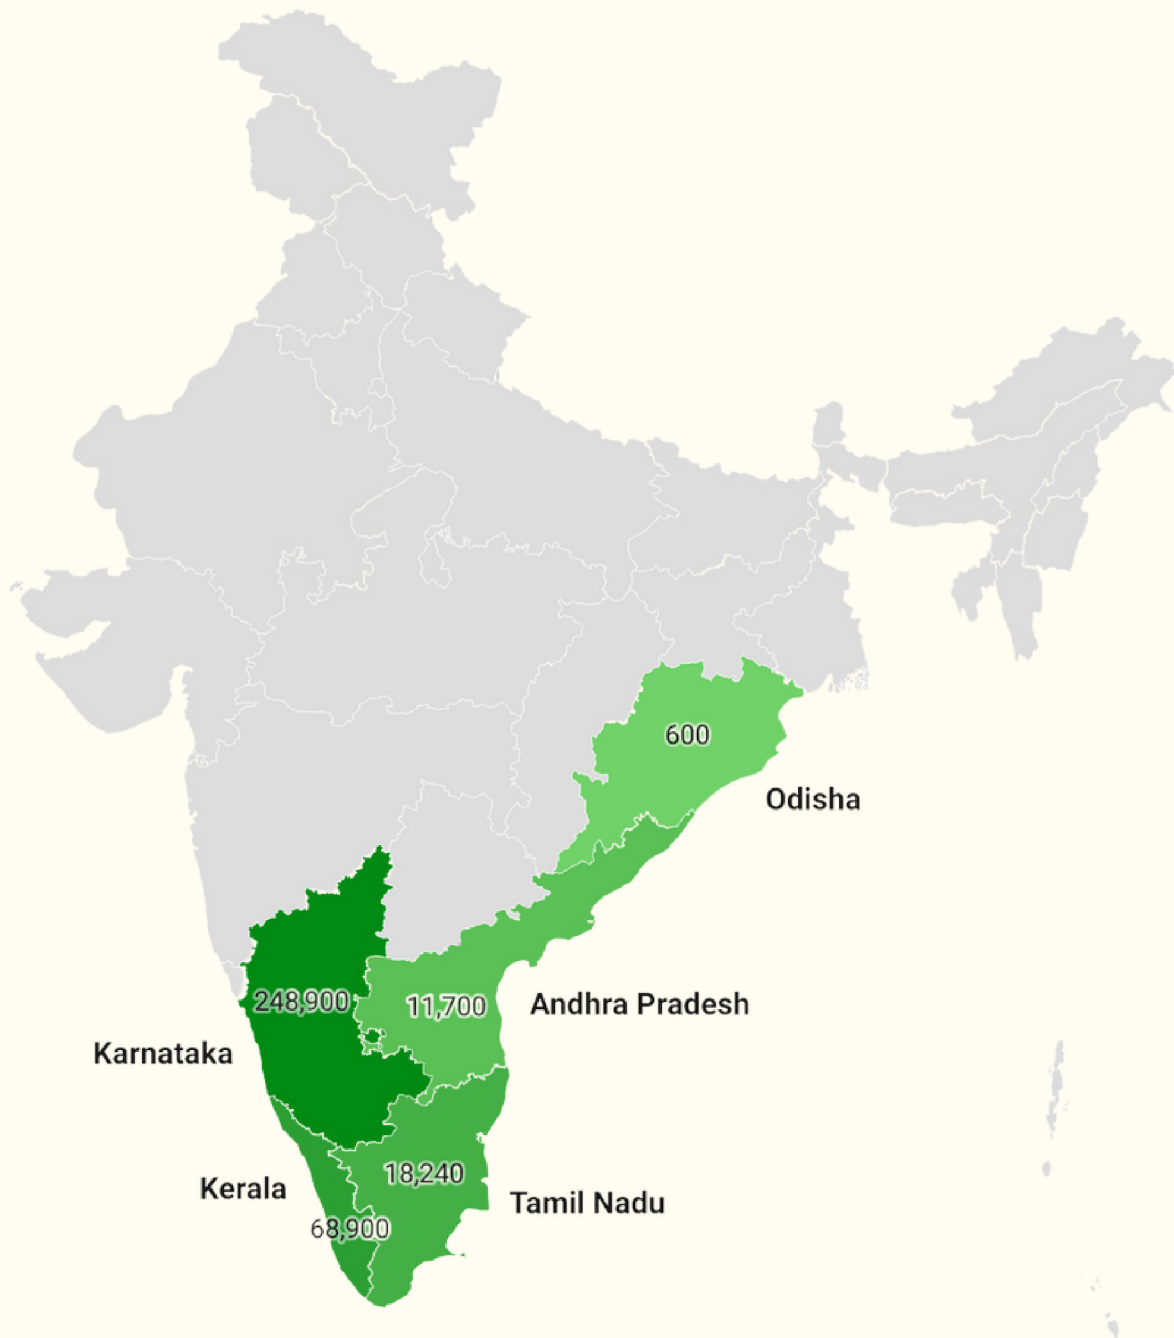 600
Odisha
248,900
11,700
Andhra Pradesh
Karnataka
18,240
Kerala
Tamil Nadu
68,900